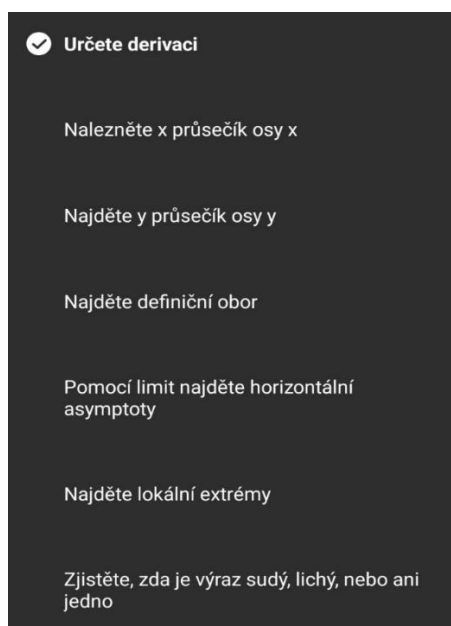 Určete derivaci
Nalezněte x průsečík osy x
Najděte y průsečík osy y
Najděte definiční obor
Pomocí limit najděte horizontální
asymptoty
Najděte lokální extrémy
Zjistěte, zda je výraz sudý, lichý, nebo ani
jedno